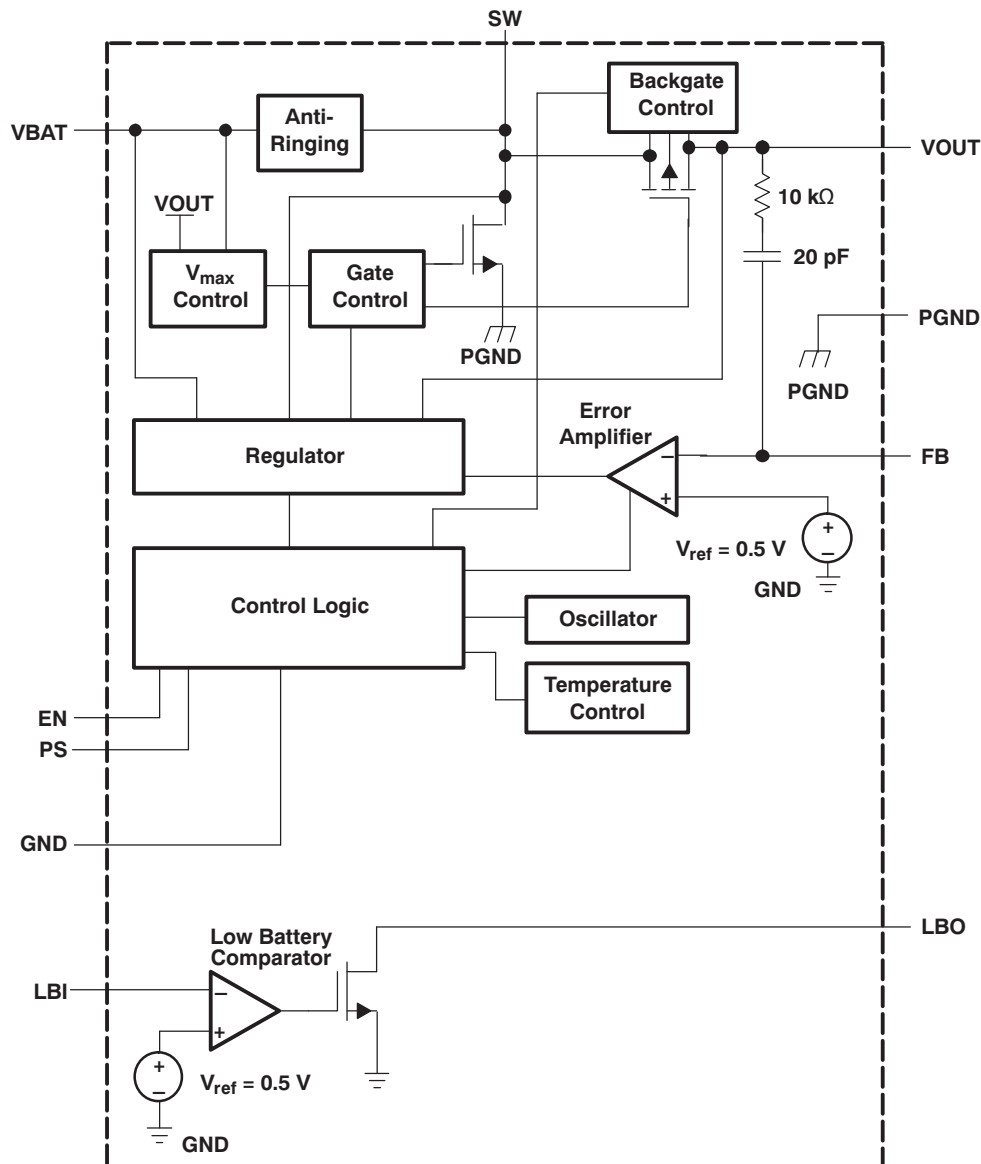 SW
Backgate
Control
Anti-
Ringing
VBAT
VOUT
VOUT
10 kΩ
20 pF
Vmax
Control
Gate
Control
PGND
PGND
PGND
Error
Amplifier
Regulator
−
FB
+
Vref = 0.5 V
+
−
GND
Control Logic
Oscillator
Temperature
Control
EN
PS
GND
LBO
Low Battery
Comparator
LBI
−
+
+
−
Vref = 0.5 V
GND